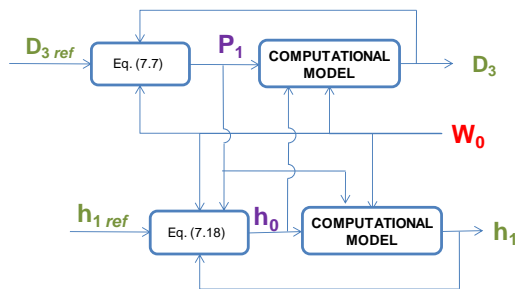 D3 ref
Eq. (7.7)
P1
COMPUTATIONAL
MODEL
D3
W0
h1 ref
Eq. (7.18)
h0
COMPUTATIONAL
MODEL
h1